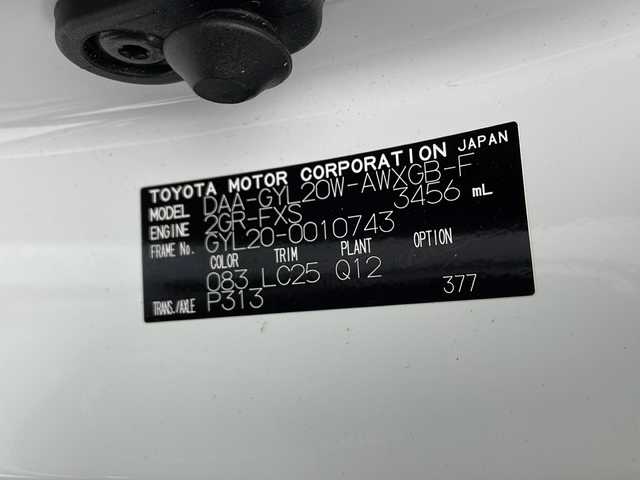 TOYOTA MOTOR CORPORATION JAPAN
MODEL DAA-GYL20W-AWXGB-F
ENGINE 2GR-FXS 3456 mL
FRAME No. GYL20-0010743
COLOR TRIM PLANT OPTION
083 LC25 Q12
TRANS./AXLE P313 377